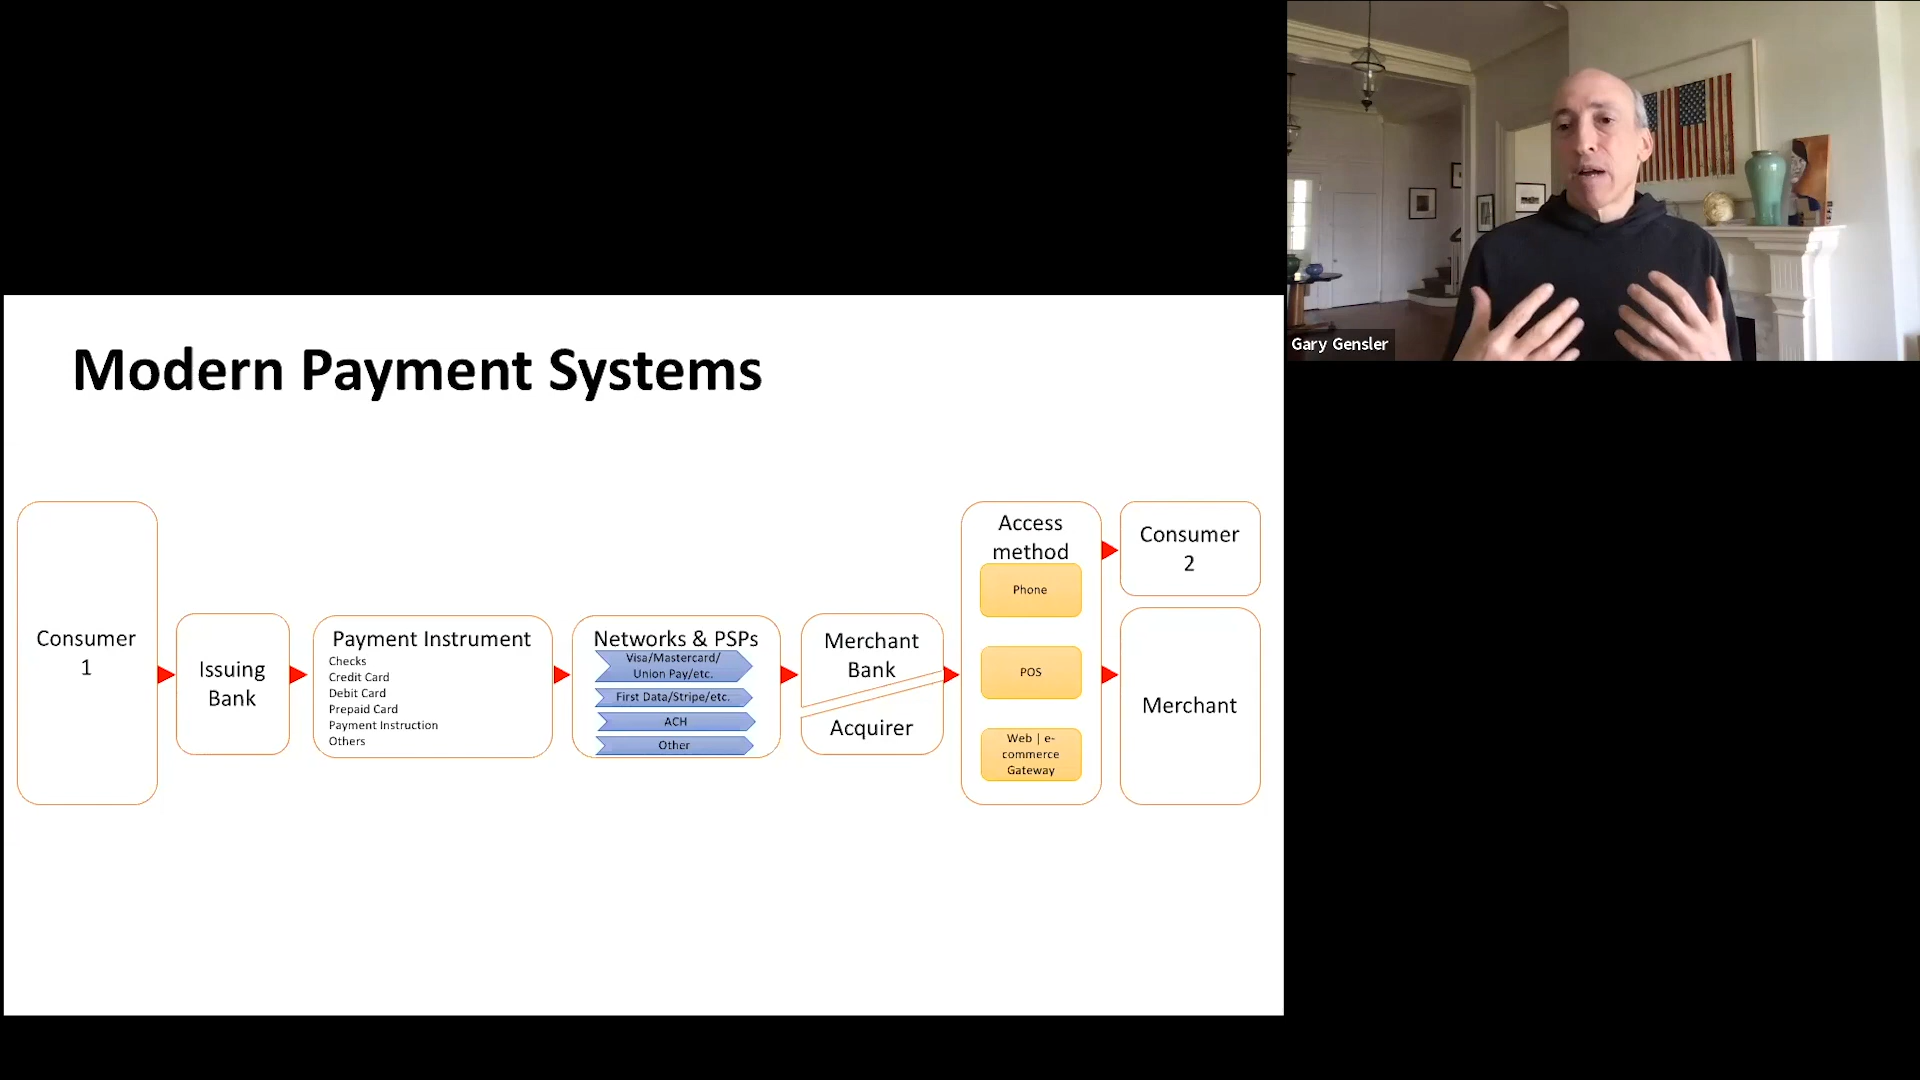 Gary Gensler
Modern Payment Systems
Consumer
1
Issuing
Bank
Payment Instrument
Checks
Credit Card
Debit Card
Prepaid Card
Payment Instruction
Others
Networks & PSPs
Visa/Mastercard/
Union Pay/etc.
First Data/Stripe/etc.
ACH
Other
Merchant
Bank
Acquirer
Access
method
Phone
POS
Web | e-
commerce
Gateway
Consumer
2
Merchant